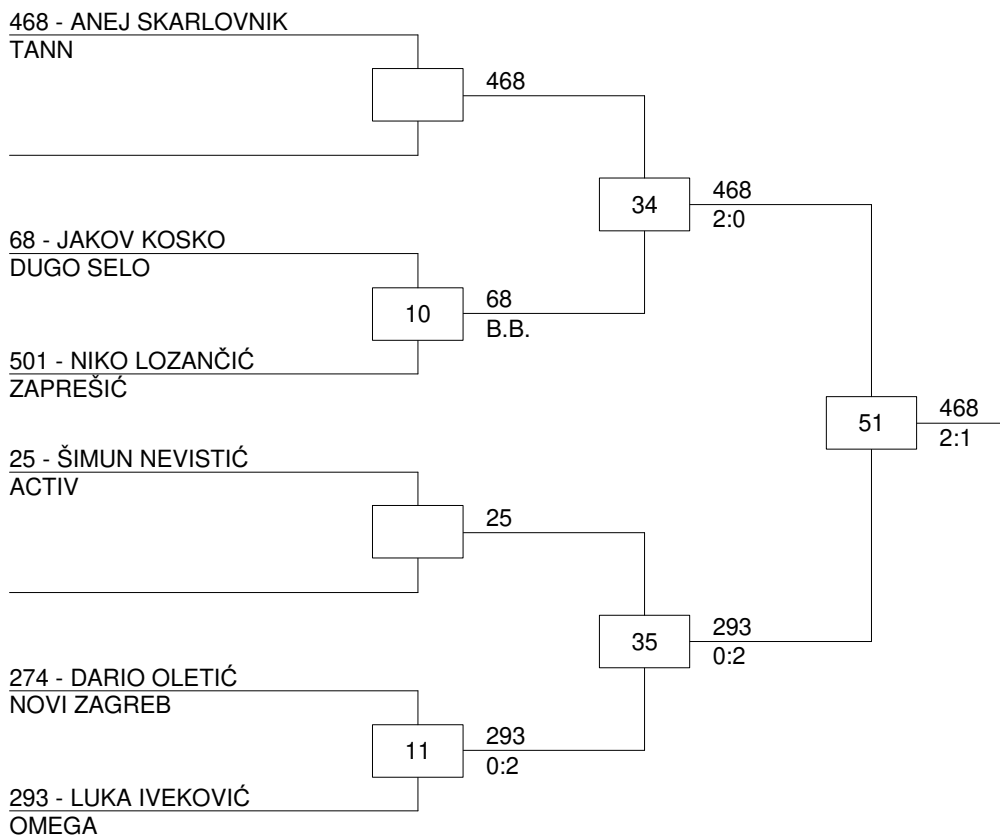 468 - ANEJ SKARLOVNIK
TANN
468
34
468
2:0
68 - JAKOV KOSKO
DUGO SELO
10
68
B.B.
501 - NIKO LOZANČIĆ
ZAPREŠIĆ
51
468
2:1
25 - ŠIMUN NEVISTIĆ
ACTIV
25
35
293
0:2
274 - DARIO OLETIĆ
NOVI ZAGREB
11
293
0:2
293 - LUKA IVEKOVIĆ
OMEGA